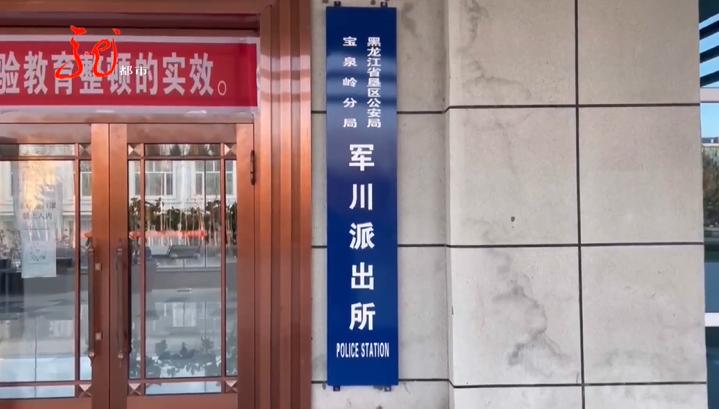 都市
验教育整顿的实效。
黑龙江省垦区公安局
宝泉岭分局
军川派出所
POLICE STATION